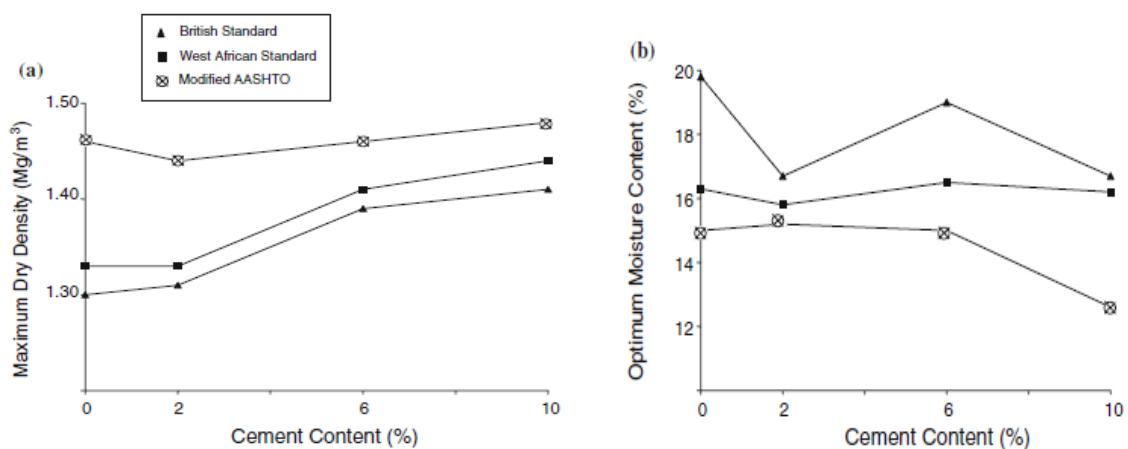 British Standard
West African Standard
Modified AASHTO
(a)
Maximum Dry Density (Mg/m³)
1.50
1.40
1.30
0 2 6 10
Cement Content (%)
(b)
Optimum Moisture Content (%)
20
18
16
14
12
0 2 6 10
Cement Content (%)